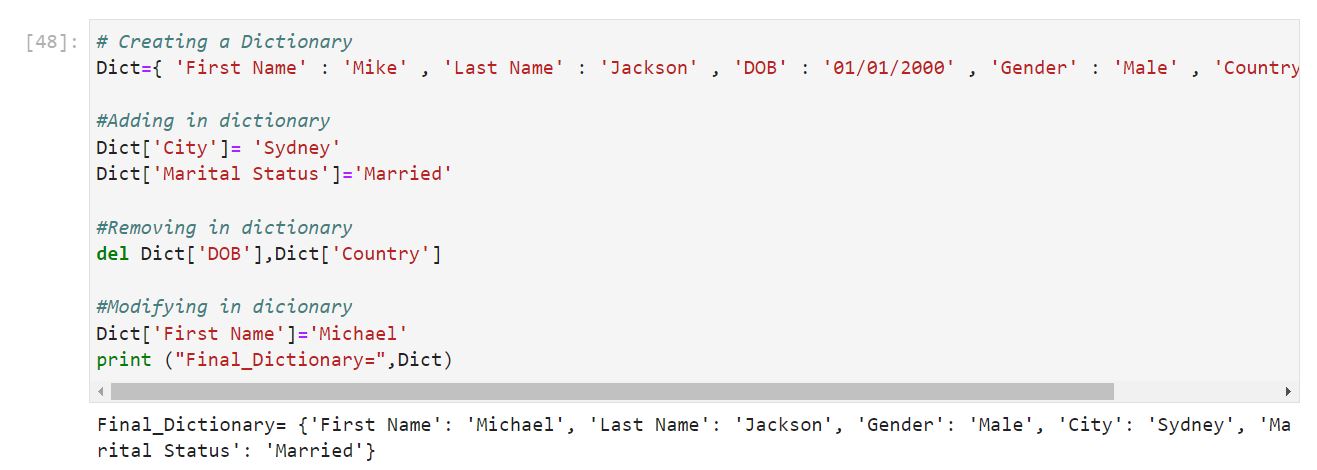 [48]: # Creating a Dictionary
Dict={ 'First Name' : 'Mike' , 'Last Name' : 'Jackson' , 'DOB' : '01/01/2000' , 'Gender' : 'Male' , 'Country
#Adding in dictionary
Dict['City']= 'Sydney'
Dict['Marital Status']='Married'
#Removing in dictionary
del Dict['DOB'],Dict['Country']
#Modifying in dicionary
Dict['First Name']='Michael'
print ("Final_Dictionary=",Dict)
Final_Dictionary= {'First Name': 'Michael', 'Last Name': 'Jackson', 'Gender': 'Male', 'City': 'Sydney', 'Ma
rital Status': 'Married'}